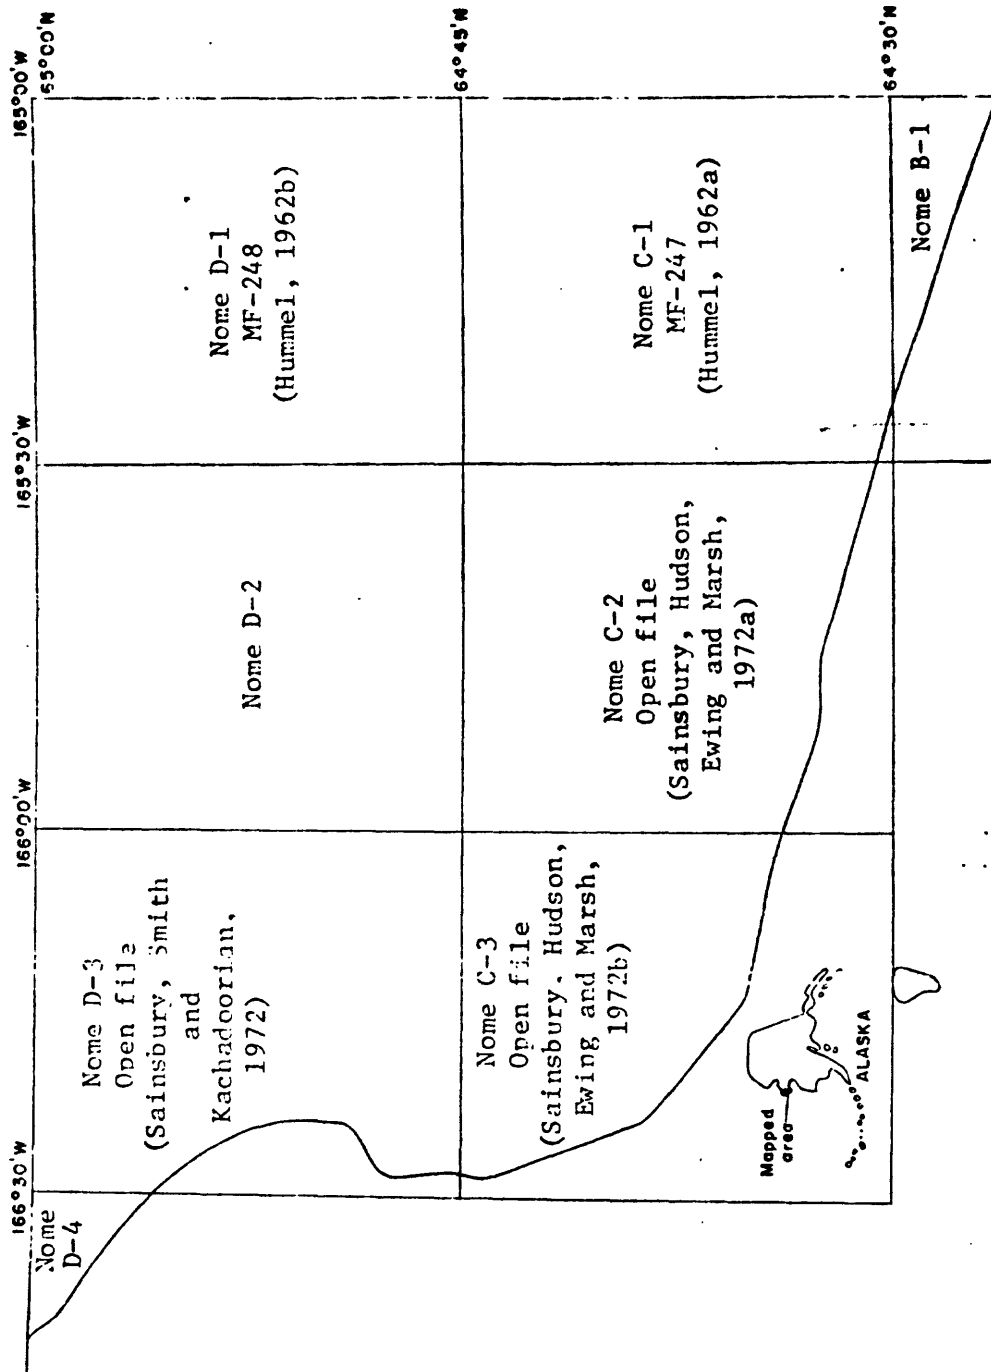 166°30'W
166°00'W
165°30'W
165°00'W
65°00'N
Nome
D-4
Nome D-3
Open file
(Sainsbury, Smith
and
Kachadoorian,
1972)
Nome D-2
Nome D-1
MF-248
(Hummel, 1962b)
64°45'N
Nome C-3
Open file
(Sainsbury, Hudson,
Ewing and Marsh,
1972b)
Nome C-2
Open file
(Sainsbury, Hudson,
Ewing and Marsh,
1972a)
Nome C-1
MF-247
(Hummel, 1962a)
64°30'N
Nome B-1
Mapped
area
ALASKA